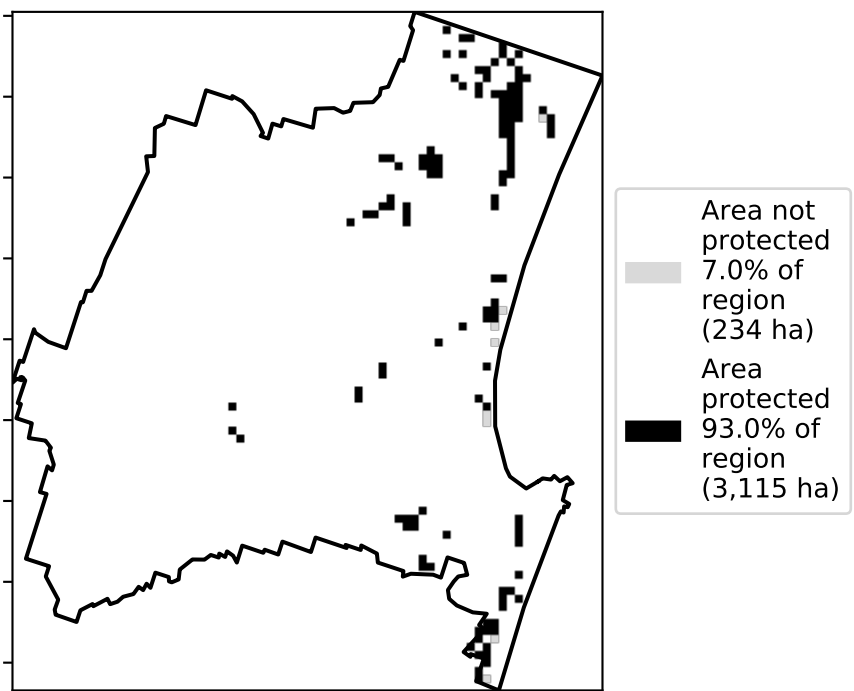 Area not
protected
7.0% of
region
(234 ha)
Area
protected
93.0% of
region
(3,115 ha)